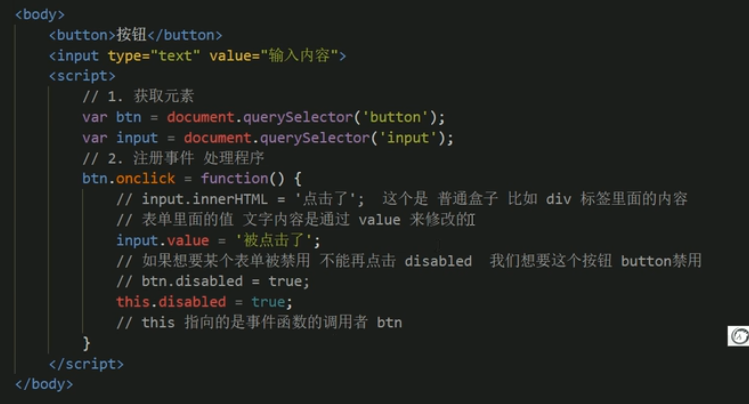 <body>
<button>按钮</button>
<input type="text" value="输入内容">
<script>
// 1. 获取元素
var btn = document.querySelector('button');
var input = document.querySelector('input');
// 2. 注册事件 处理程序
btn.onclick = function() {
// input.innerHTML = '点击了'; 这个是 普通盒子 比如 div 标签里面的内容
// 表单里面的值 文字内容是通过 value 来修改的
input.value = '被点击了';
// 如果想要某个表单被禁用 不能再点击 disabled 我们想要这个按钮 button禁用
// btn.disabled = true;
this.disabled = true;
// this 指向的是事件函数的调用者 btn
}
</script>
</body>